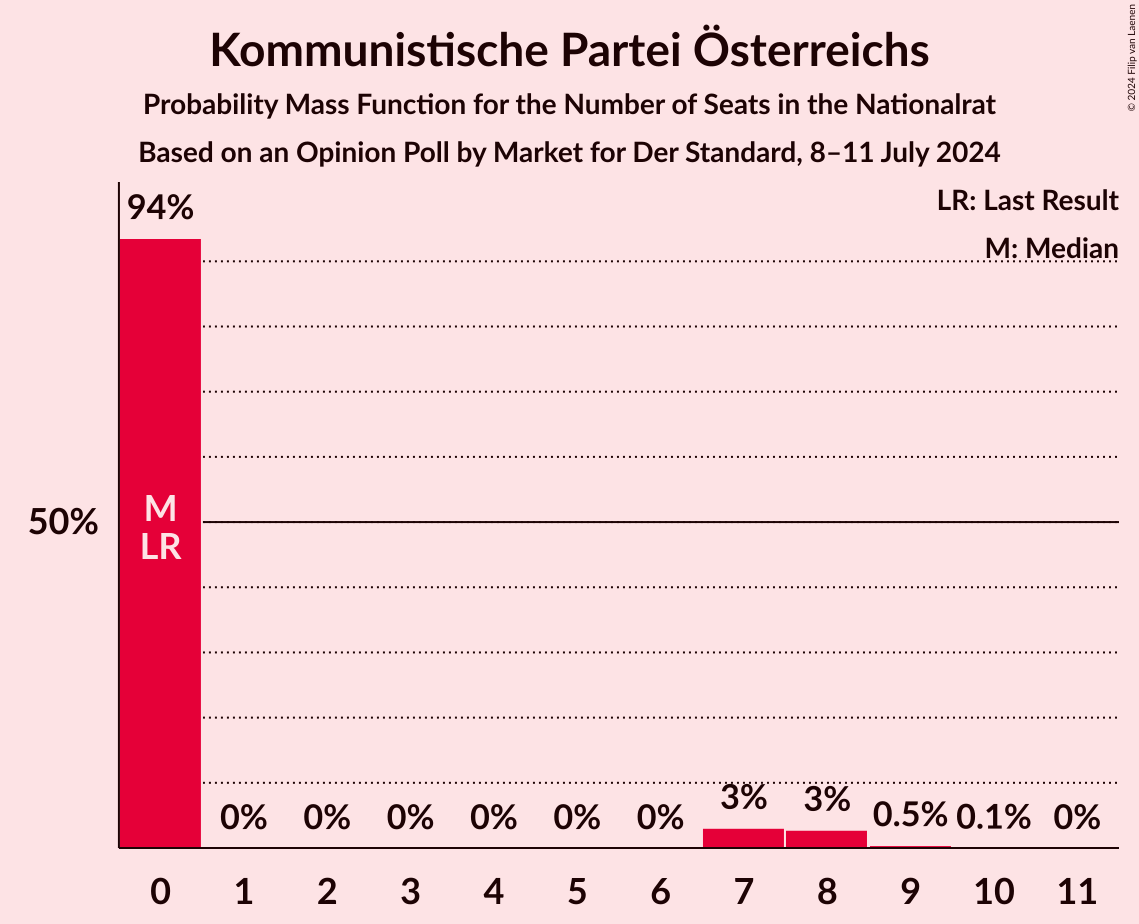 Kommunistische Partei Österreichs
Probability Mass Function for the Number of Seats in the Nationalrat
Based on an Opinion Poll by Market for Der Standard, 8–11 July 2024
© 2024 Filip van Laenen
LR: Last Result
M: Median
94%
50%
M
LR
0% 0% 0% 0% 0% 0% 3% 3% 0.5% 0.1% 0%
0 1 2 3 4 5 6 7 8 9 10 11